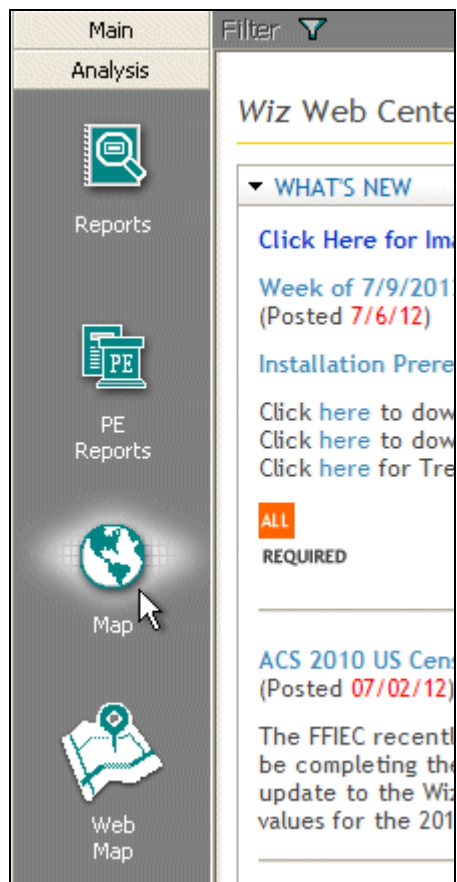 Main
Analysis
Reports
PE
PE
Reports
Map
Web
Map
Filter
Wiz Web Cente
WHAT'S NEW
Click Here for Ima
Week of 7/9/201
(Posted 7/6/12)
Installation Prere
Click here to dow
Click here to dow
Click here for Tre
ALL
REQUIRED
ACS 2010 US Cens
(Posted 07/02/12)
The FFIEC recentl
be completing the
update to the Wiz
values for the 201